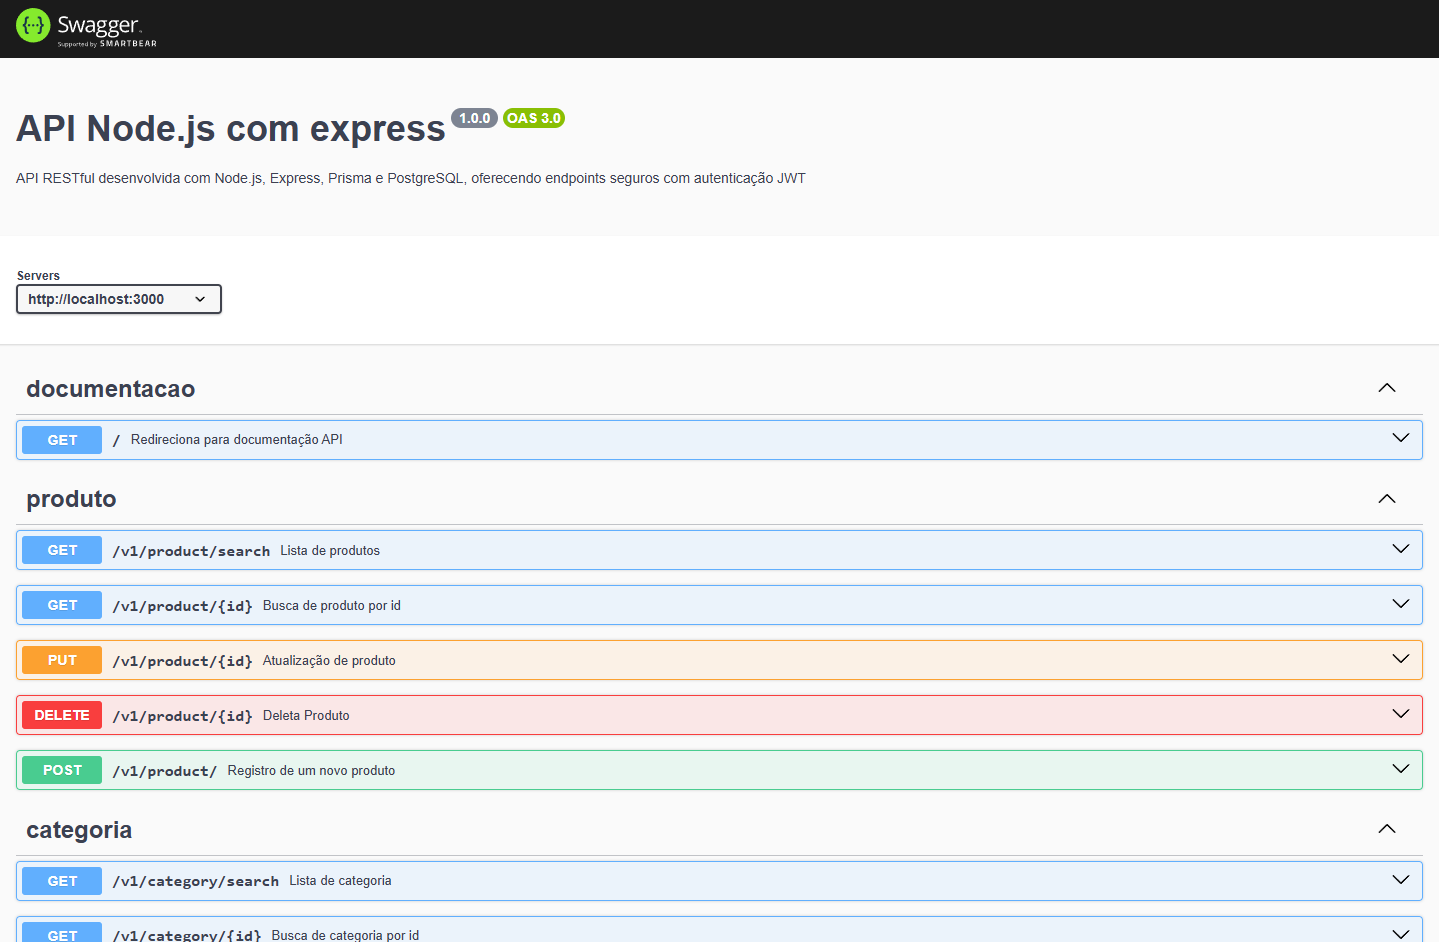 Swagger
Supported by SMARTBEAR
API Node.js com express 1.0.0 OAS 3.0
API RESTful desenvolvida com Node.js, Express, Prisma e PostgreSQL, oferecendo endpoints seguros com autenticação JWT
Servers
http://localhost:3000
documentacao
GET / Redireciona para documentação API
produto
GET /v1/product/search Lista de produtos
GET /v1/product/{id} Busca de produto por id
PUT /v1/product/{id} Atualização de produto
DELETE /v1/product/{id} Deleta Produto
POST /v1/product/ Registro de um novo produto
categoria
GET /v1/category/search Lista de categoria
GET /v1/category/{id} Busca de categoria por id